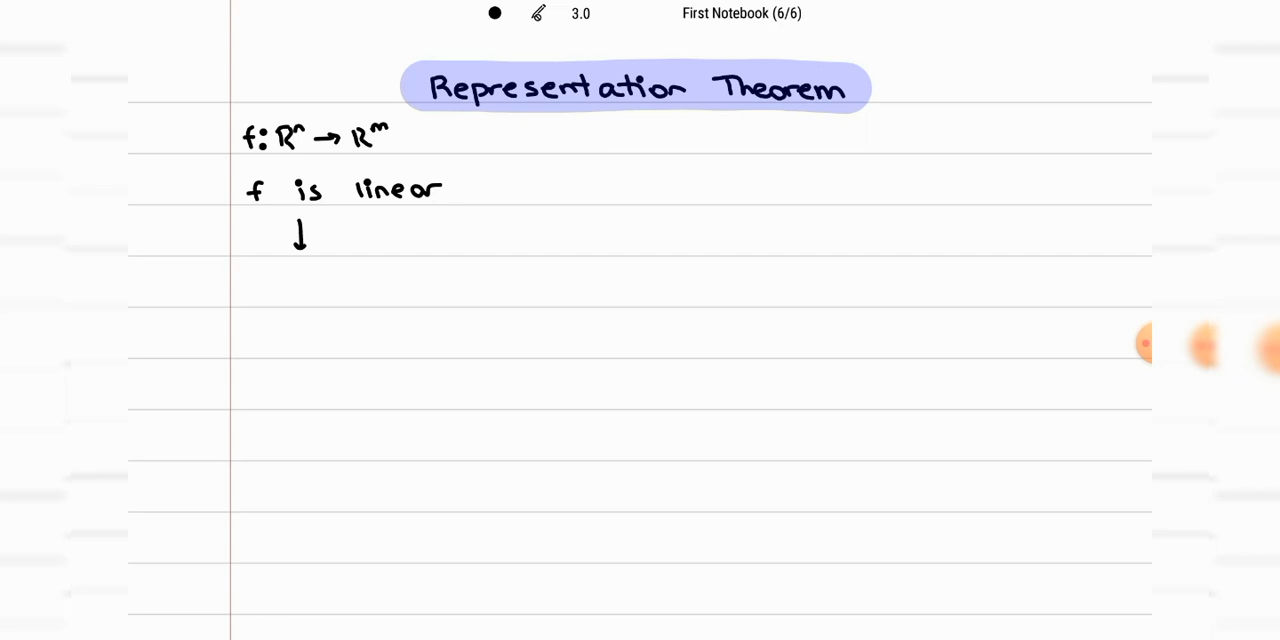 3.0 First Notebook (6/6)
Representation Theorem
f: ℝⁿ → ℝᵐ
f is linear
↓